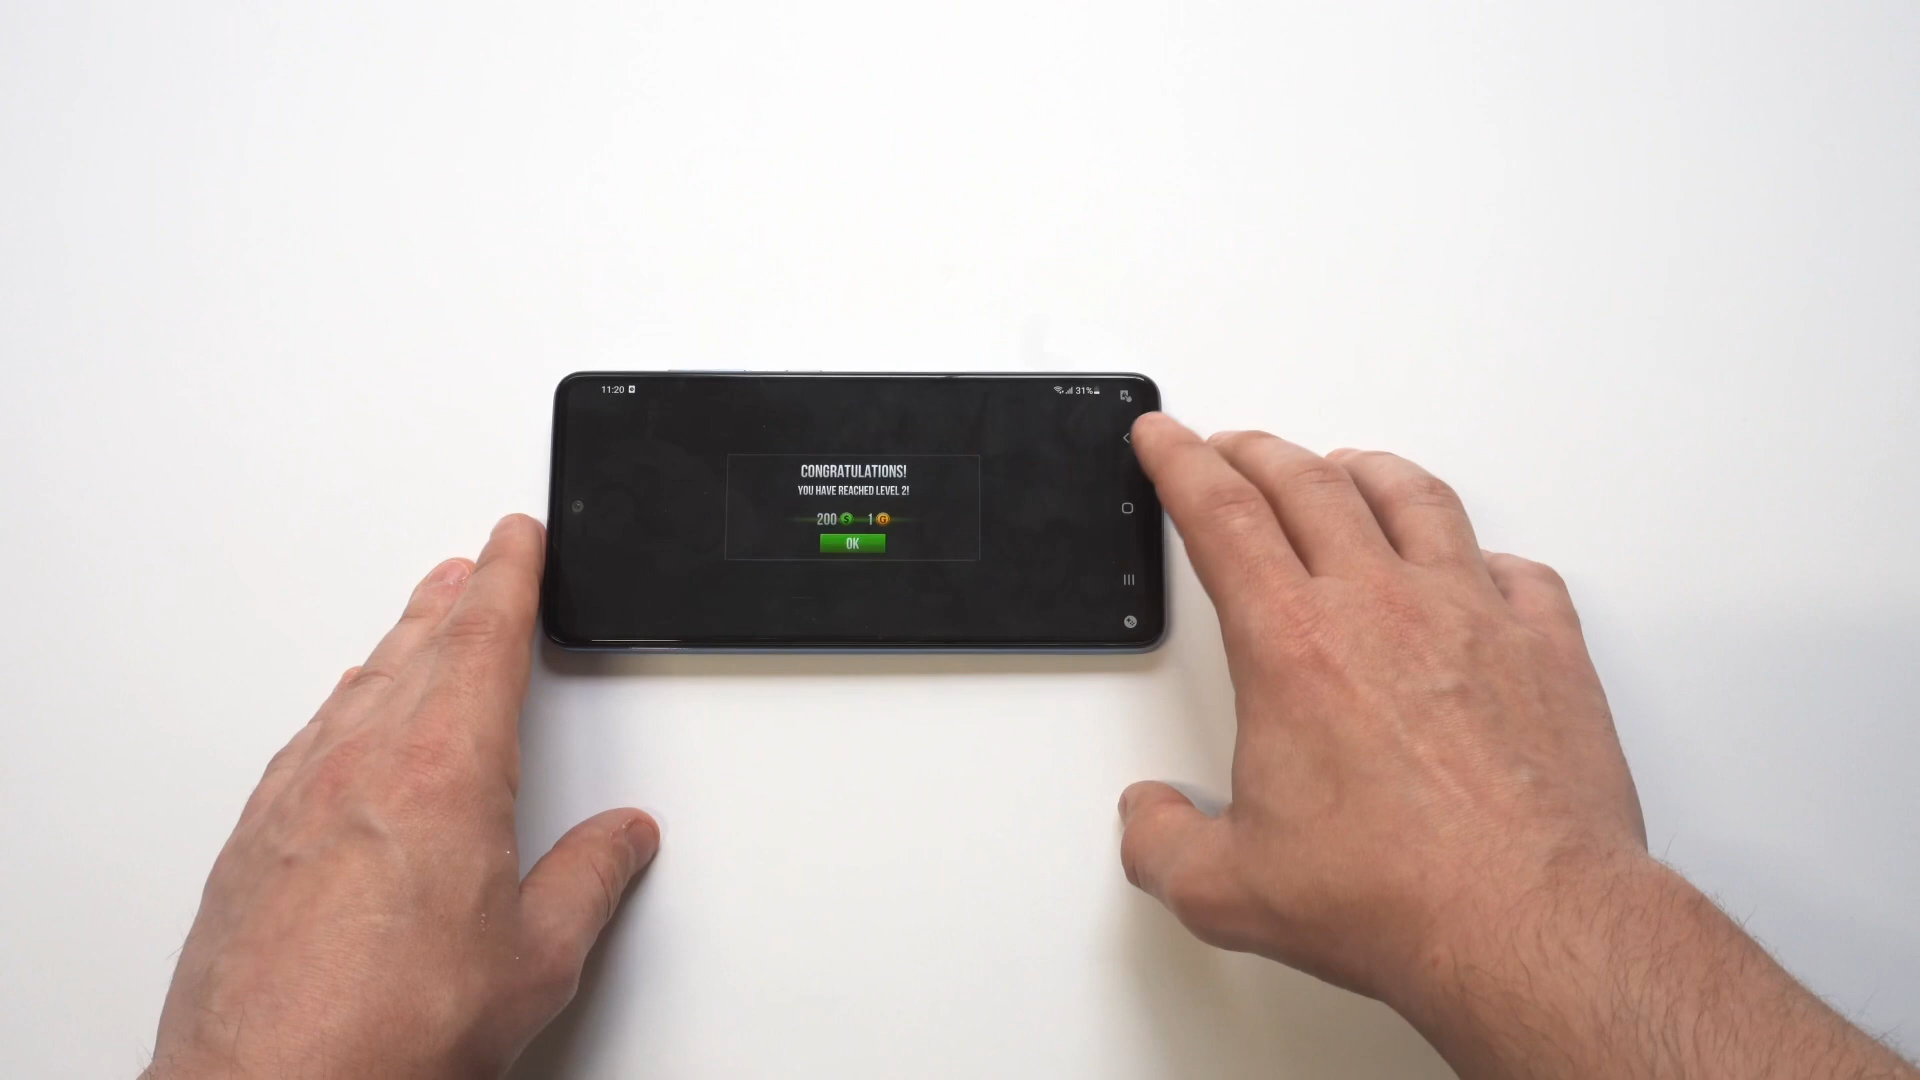 11:20
31%
CONGRATULATIONS!
YOU HAVE REACHED LEVEL 2!
200 S 1 G
OK